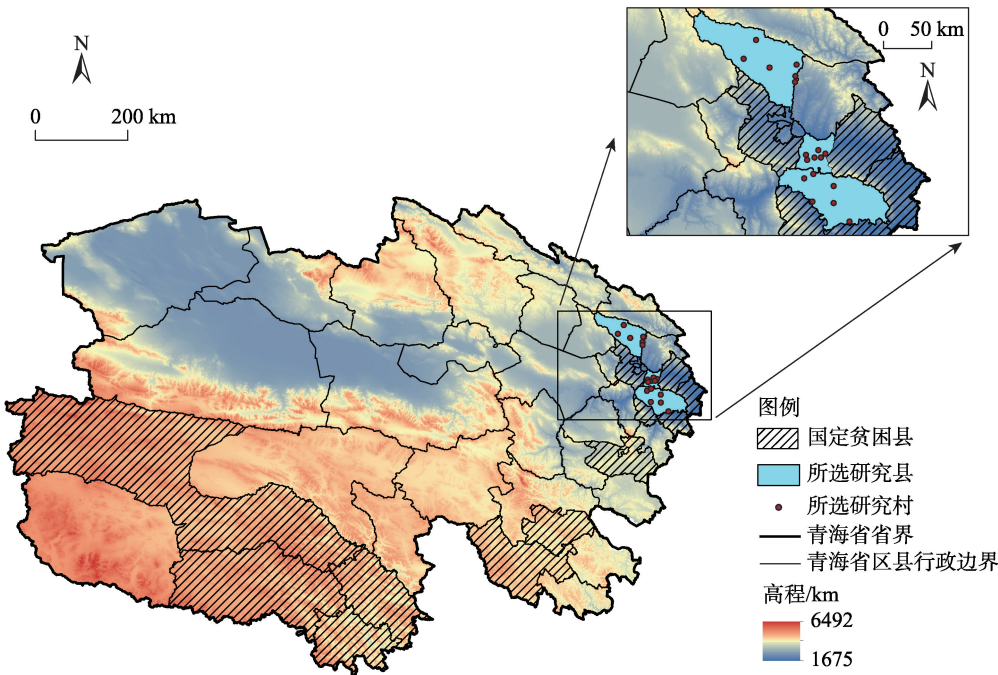 N
0 200 km
0 50 km
N
图例
国定贫困县
所选研究县
所选研究村
青海省省界
青海省区县行政边界
高程/km
6492
1675